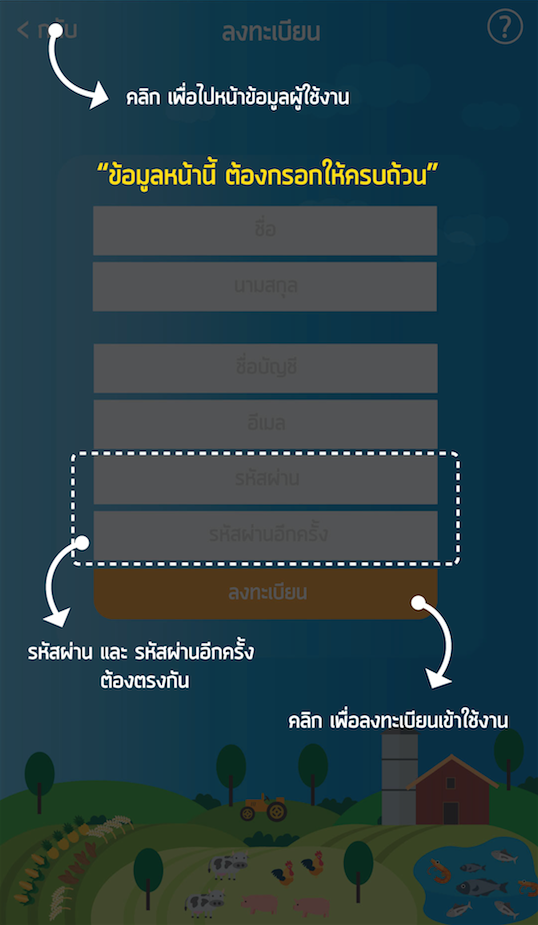 < กลับ
ลงทะเบียน
?
คลิก เพื่อไปหน้าข้อมูลผู้ใช้งาน
“ข้อมูลหน้านี้ ต้องกรอกให้ครบถ้วน”
ชื่อ
นามสกุล
ชื่อบัญชี
อีเมล
รหัสผ่าน
รหัสผ่านอีกครั้ง
ลงทะเบียน
รหัสผ่าน และ รหัสผ่านอีกครั้ง
ต้องตรงกัน
คลิก เพื่อลงทะเบียนเข้าใช้งาน